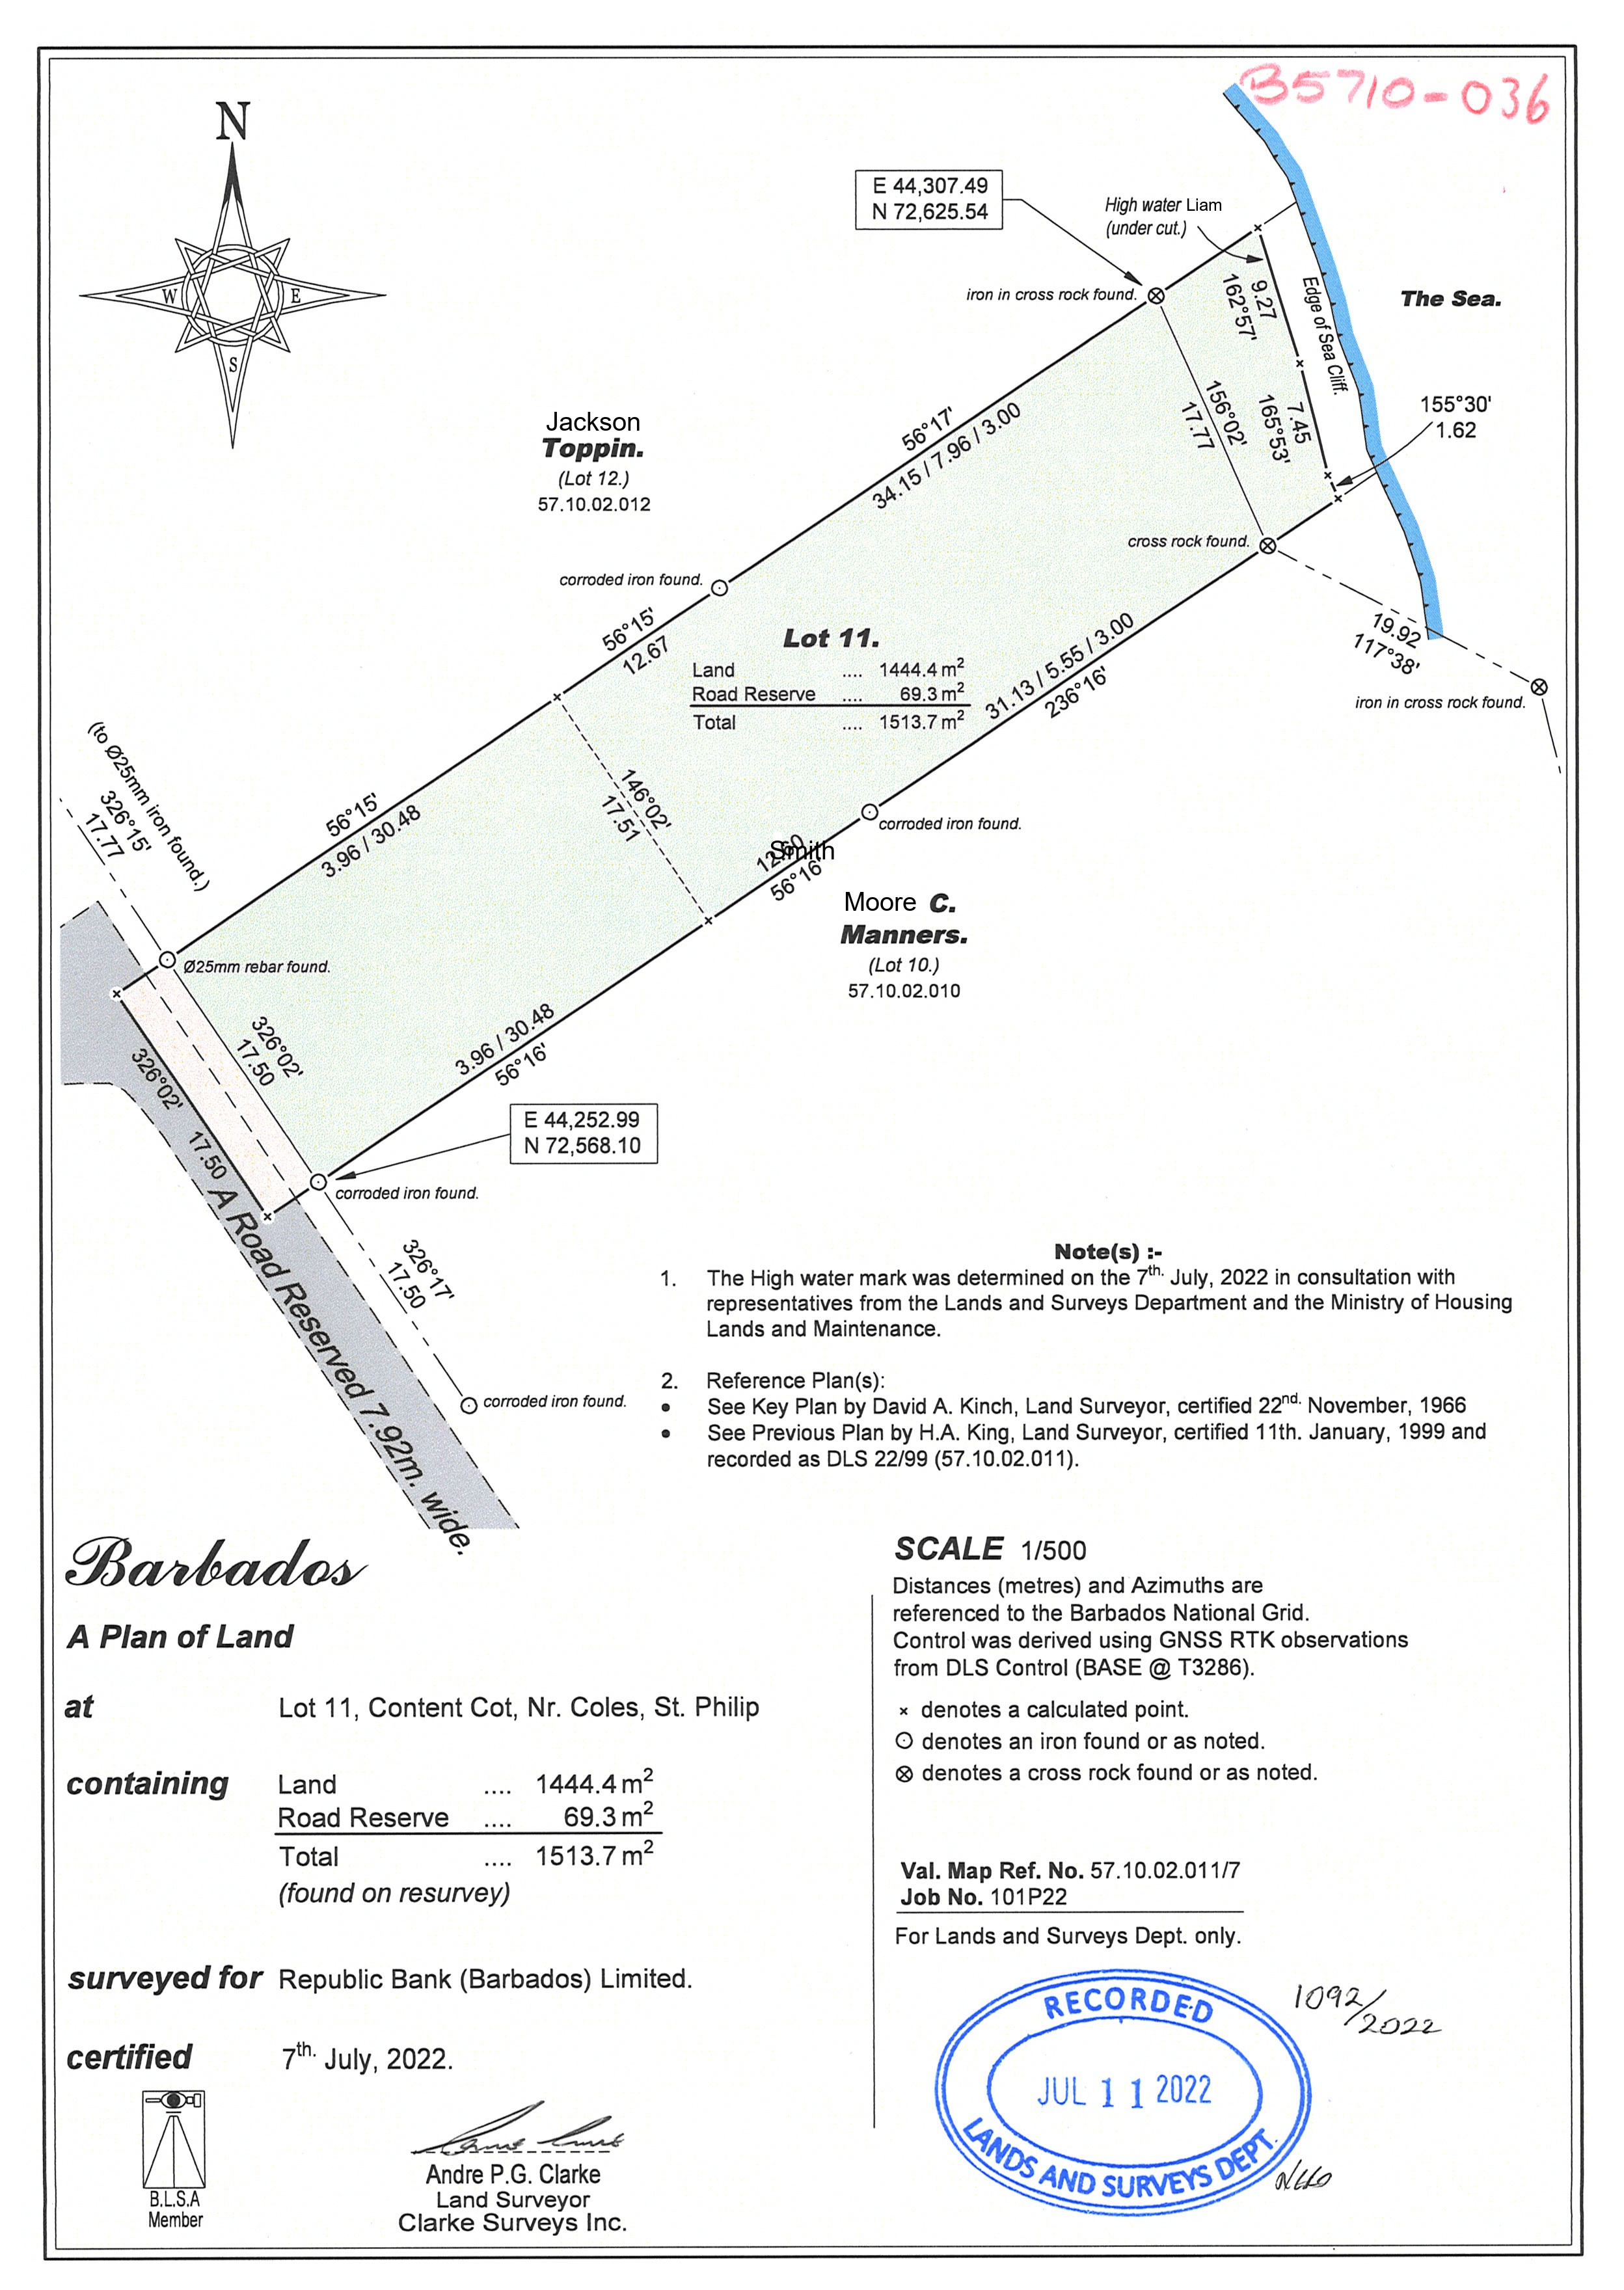 B5710-036
N
W
E
S
E 44,307.49
N 72,625.54
High water Liam
(under cut.)
iron in cross rock found.
The Sea.
Edge of Sea Cliff.
9.27
162°57'
7.45
165°53'
155°30'
1.62
156°02'
17.77
56°17'
34.15 / 7.96 / 3.00
Jackson
Toppin.
(Lot 12.)
57.10.02.012
cross rock found.
corroded iron found.
56°15'
12.67
Lot 11.
Land .... 1444.4 m²
Road Reserve .... 69.3 m²
Total .... 1513.7 m²
31.13 / 5.55 / 3.00
236°16'
19.92
117°38'
iron in cross rock found.
(to Ø25mm iron found.)
326°15'
17.77
56°15'
3.96 / 30.48
146°02'
17.51
corroded iron found.
Smith
56°16'
Moore C.
Manners.
(Lot 10.)
57.10.02.010
Ø25mm rebar found.
326°02'
17.50
326°02'
17.50
3.96 / 30.48
56°16'
E 44,252.99
N 72,568.10
corroded iron found.
326°17'
17.50
A Road Reserved 7.92m. wide.
corroded iron found.
Note(s) :-
1. The High water mark was determined on the 7th. July, 2022 in consultation with
representatives from the Lands and Surveys Department and the Ministry of Housing
Lands and Maintenance.
2. Reference Plan(s):
• See Key Plan by David A. Kinch, Land Surveyor, certified 22nd. November, 1966
• See Previous Plan by H.A. King, Land Surveyor, certified 11th. January, 1999 and
recorded as DLS 22/99 (57.10.02.011).
Barbados
A Plan of Land
at Lot 11, Content Cot, Nr. Coles, St. Philip
containing Land .... 1444.4 m²
Road Reserve .... 69.3 m²
Total .... 1513.7 m²
(found on resurvey)
surveyed for Republic Bank (Barbados) Limited.
certified 7th. July, 2022.
B.L.S.A
Member
Andre P.G. Clarke
Land Surveyor
Clarke Surveys Inc.
SCALE 1/500
Distances (metres) and Azimuths are
referenced to the Barbados National Grid.
Control was derived using GNSS RTK observations
from DLS Control (BASE @ T3286).
× denotes a calculated point.
⊙ denotes an iron found or as noted.
⊗ denotes a cross rock found or as noted.
Val. Map Ref. No. 57.10.02.011/7
Job No. 101P22
For Lands and Surveys Dept. only.
RECORDED
JUL 11 2022
LANDS AND SURVEYS DEPT.
1092/2022